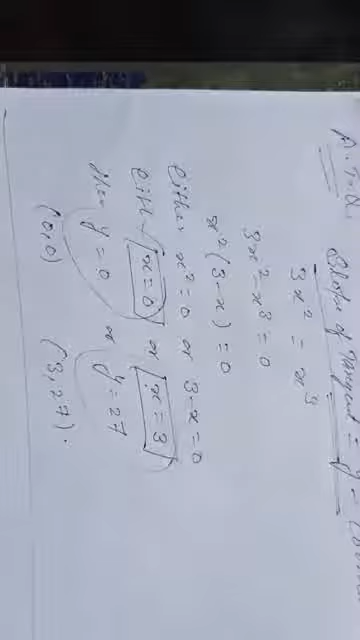 A.T.Q.
Slope of Tangent = y -
3x² = x³
3x² - x³ = 0
x²(3-x) = 0
Either x² = 0 or 3-x = 0
Either x=0 or x=3
then y = 0 or y = 27
(0,0) (3,27).